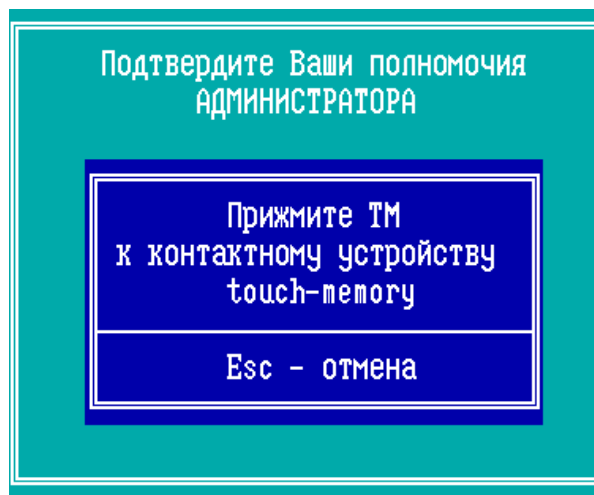 Подтвердите Ваши полномочия
АДМИНИСТРАТОРА
Прижмите ТМ
к контактному устройству
touch-memory
Esc - отмена